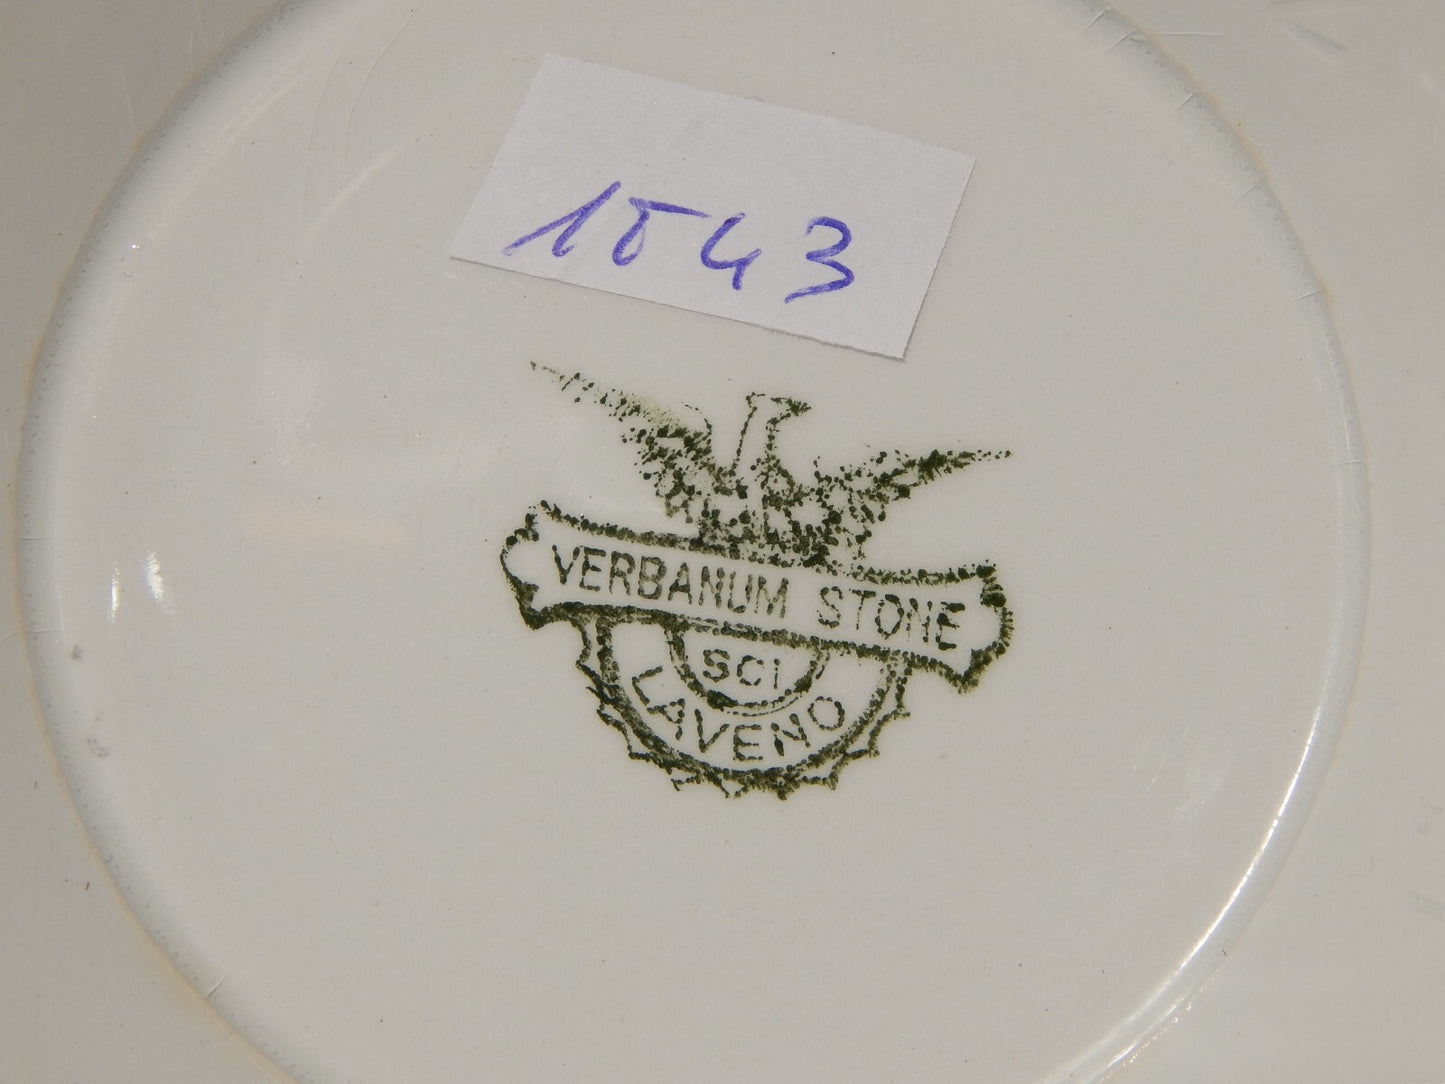 1543
VERBANUM STONE
SCI
LAVENO